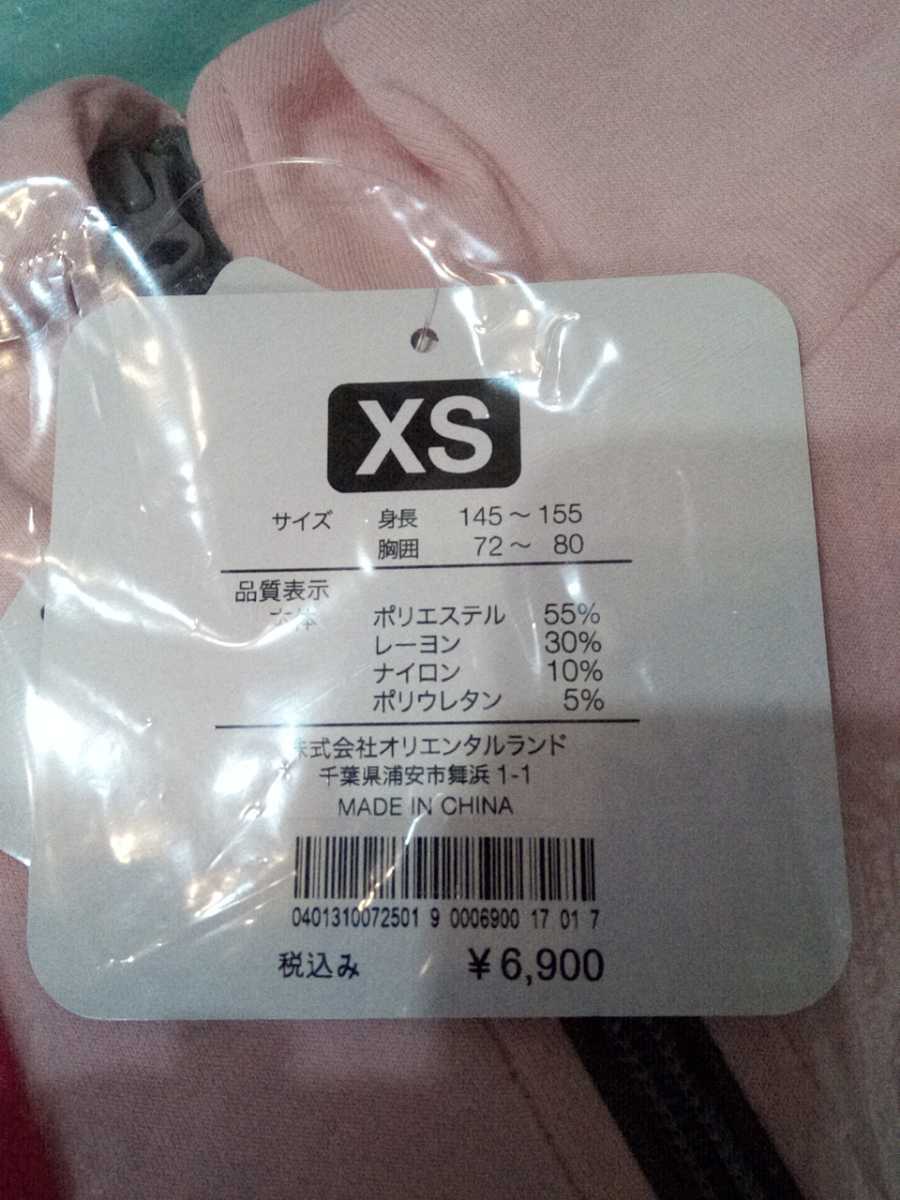 XS
サイズ 身長 145～155
胸囲 72～ 80
品質表示
本体 ポリエステル 55%
レーヨン 30%
ナイロン 10%
ポリウレタン 5%
株式会社オリエンタルランド
千葉県浦安市舞浜1-1
MADE IN CHINA
0401310072501 9 0006900 17 01 7
税込み ¥6,900